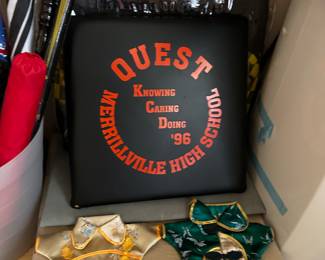 QUEST
KNOWING
CARING
DOING
'96
MERRILLVILLE HIGH SCHOOL